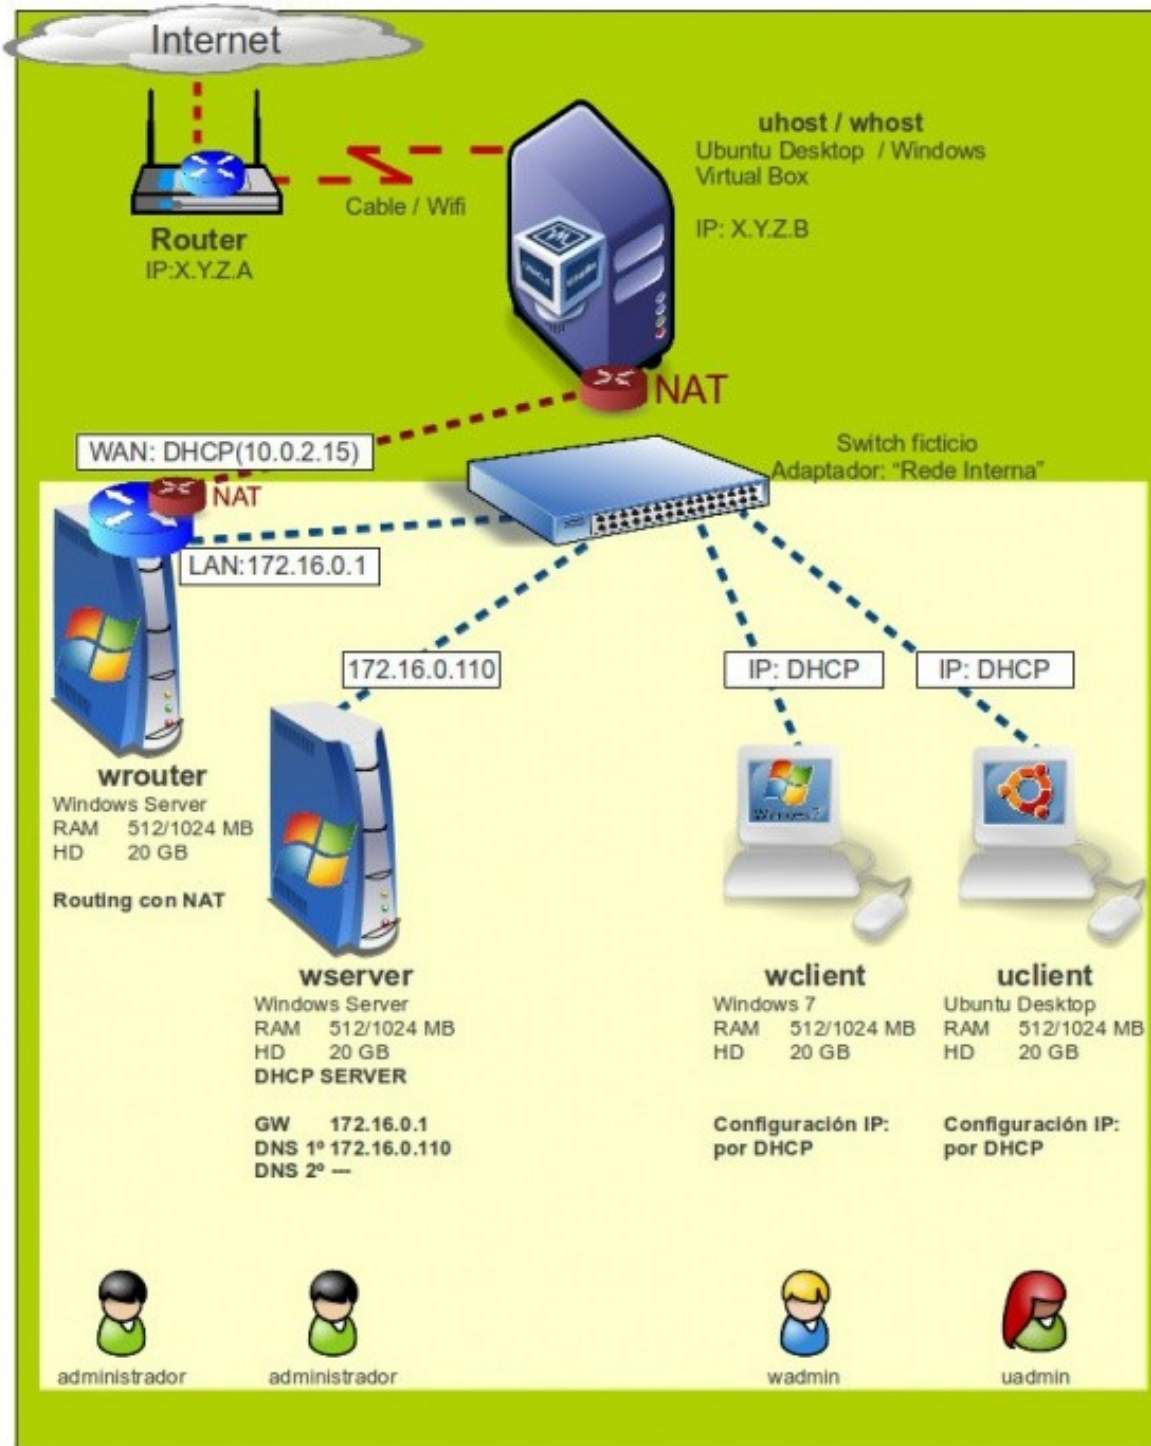 Internet
uhost / whost
Ubuntu Desktop / Windows
Virtual Box
IP: X.Y.Z.B
Cable / Wifi
Router
IP:X.Y.Z.A
NAT
WAN: DHCP(10.0.2.15)
Switch ficticio
Adaptador: "Rede Interna"
NAT
LAN:172.16.0.1
172.16.0.110
IP: DHCP
IP: DHCP
wrouter
Windows Server
RAM 512/1024 MB
HD 20 GB
Routing con NAT
wserver
Windows Server
RAM 512/1024 MB
HD 20 GB
DHCP SERVER
GW 172.16.0.1
DNS 1º 172.16.0.110
DNS 2º ---
wclient
Windows 7
RAM 512/1024 MB
HD 20 GB
Configuración IP:
por DHCP
uclient
Ubuntu Desktop
RAM 512/1024 MB
HD 20 GB
Configuración IP:
por DHCP
administrador
administrador
wadmin
uadmin